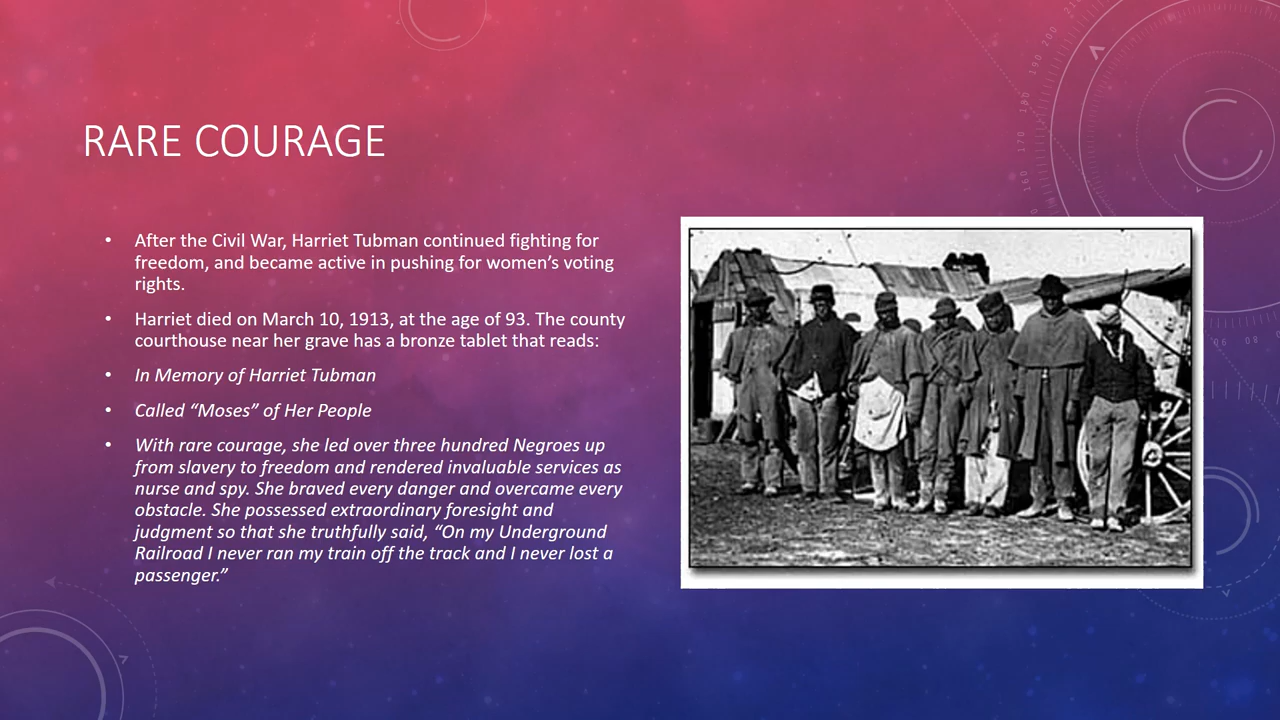 RARE COURAGE
• After the Civil War, Harriet Tubman continued fighting for
freedom, and became active in pushing for women’s voting
rights.
• Harriet died on March 10, 1913, at the age of 93. The county
courthouse near her grave has a bronze tablet that reads:
• In Memory of Harriet Tubman
• Called “Moses” of Her People
• With rare courage, she led over three hundred Negroes up
from slavery to freedom and rendered invaluable services as
nurse and spy. She braved every danger and overcame every
obstacle. She possessed extraordinary foresight and
judgment so that she truthfully said, “On my Underground
Railroad I never ran my train off the track and I never lost a
passenger.”
200
190
180
170
160